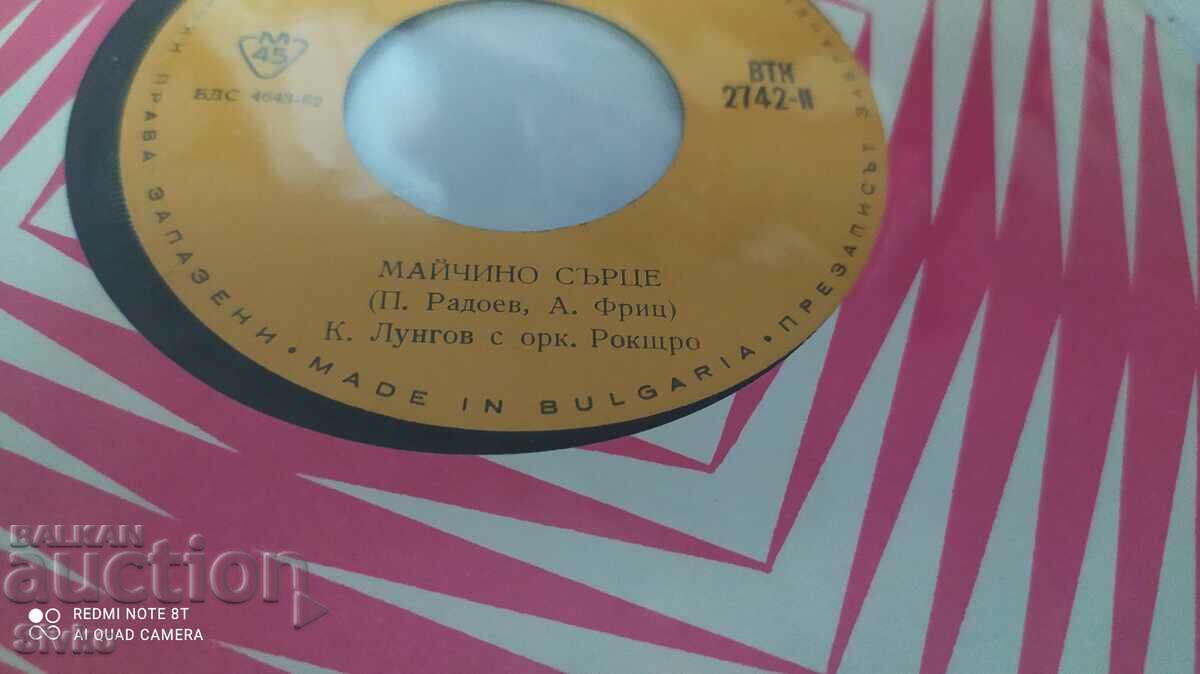 М
45
БДС 4643-62
ВТК
2742-II
МАЙЧИНО СЪРЦЕ
(П. Радоев, А. Фриц)
К. Лунгов с орк. Рокщро
ПРАВА ЗАПАЗЕНИ • MADE IN BULGARIA • ПРЕЗАПИСЪТ
BALKAN
auction
REDMI NOTE 8T
AI QUAD CAMERA
Sivko